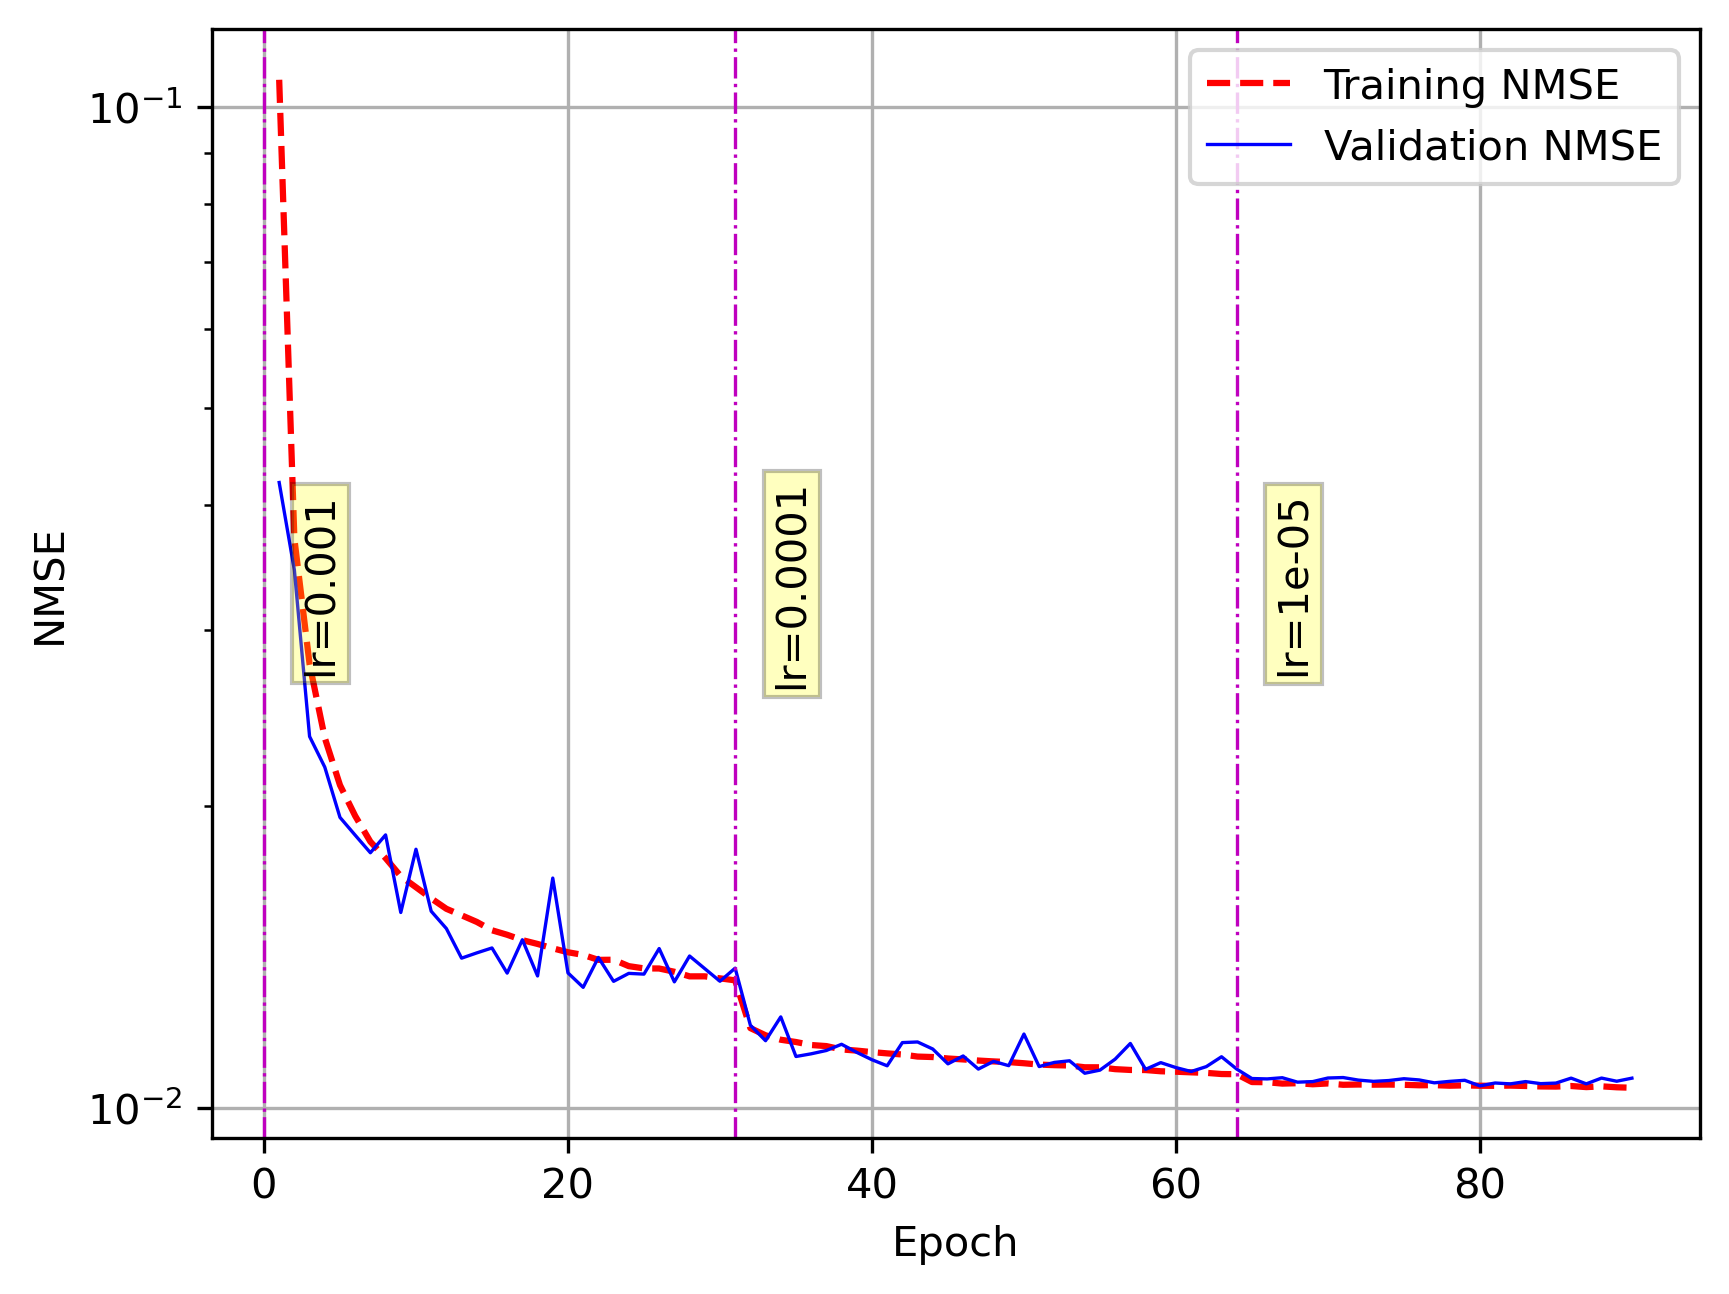 Training NMSE
Validation NMSE
10⁻¹
10⁻²
NMSE
lr=0.001
lr=0.0001
lr=1e-05
0 20 40 60 80
Epoch